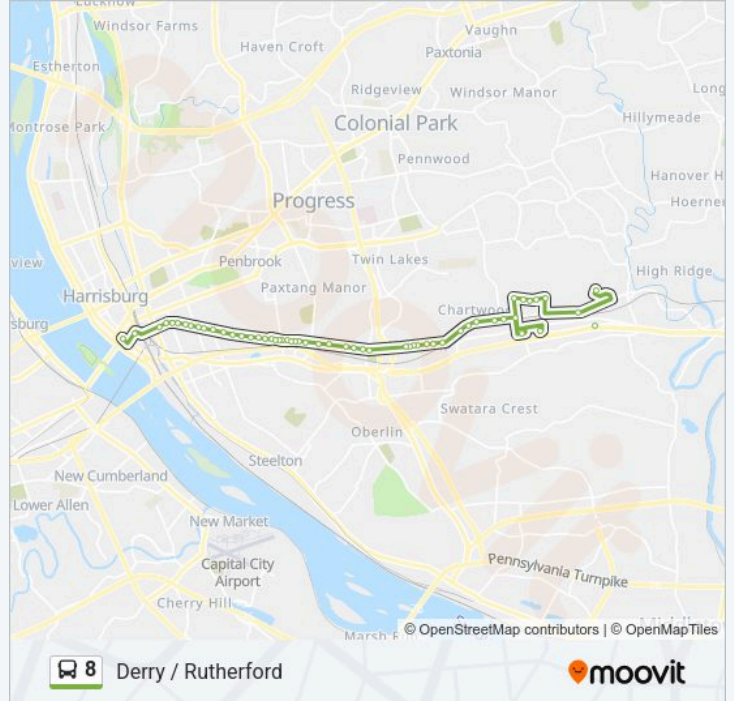 Windsor Farms
Vaughn
Haven Croft
Paxtonia
Estherton
Ridgeview
Windsor Manor
Long
Hillymeade
Montrose Park
Colonial Park
Pennwood
Hanover H
Hoerner
Progress
view
Penbrook
Twin Lakes
High Ridge
Paxtang Manor
Harrisburg
Chartwood
sburg
Swatara Crest
Oberlin
Steelton
New Cumberland
Lower Allen
New Market
Capital City
Airport
Pennsylvania Turnpike
Cherry Hill
© OpenStreetMap contributors | © OpenMapTiles
8 Derry / Rutherford
moovit